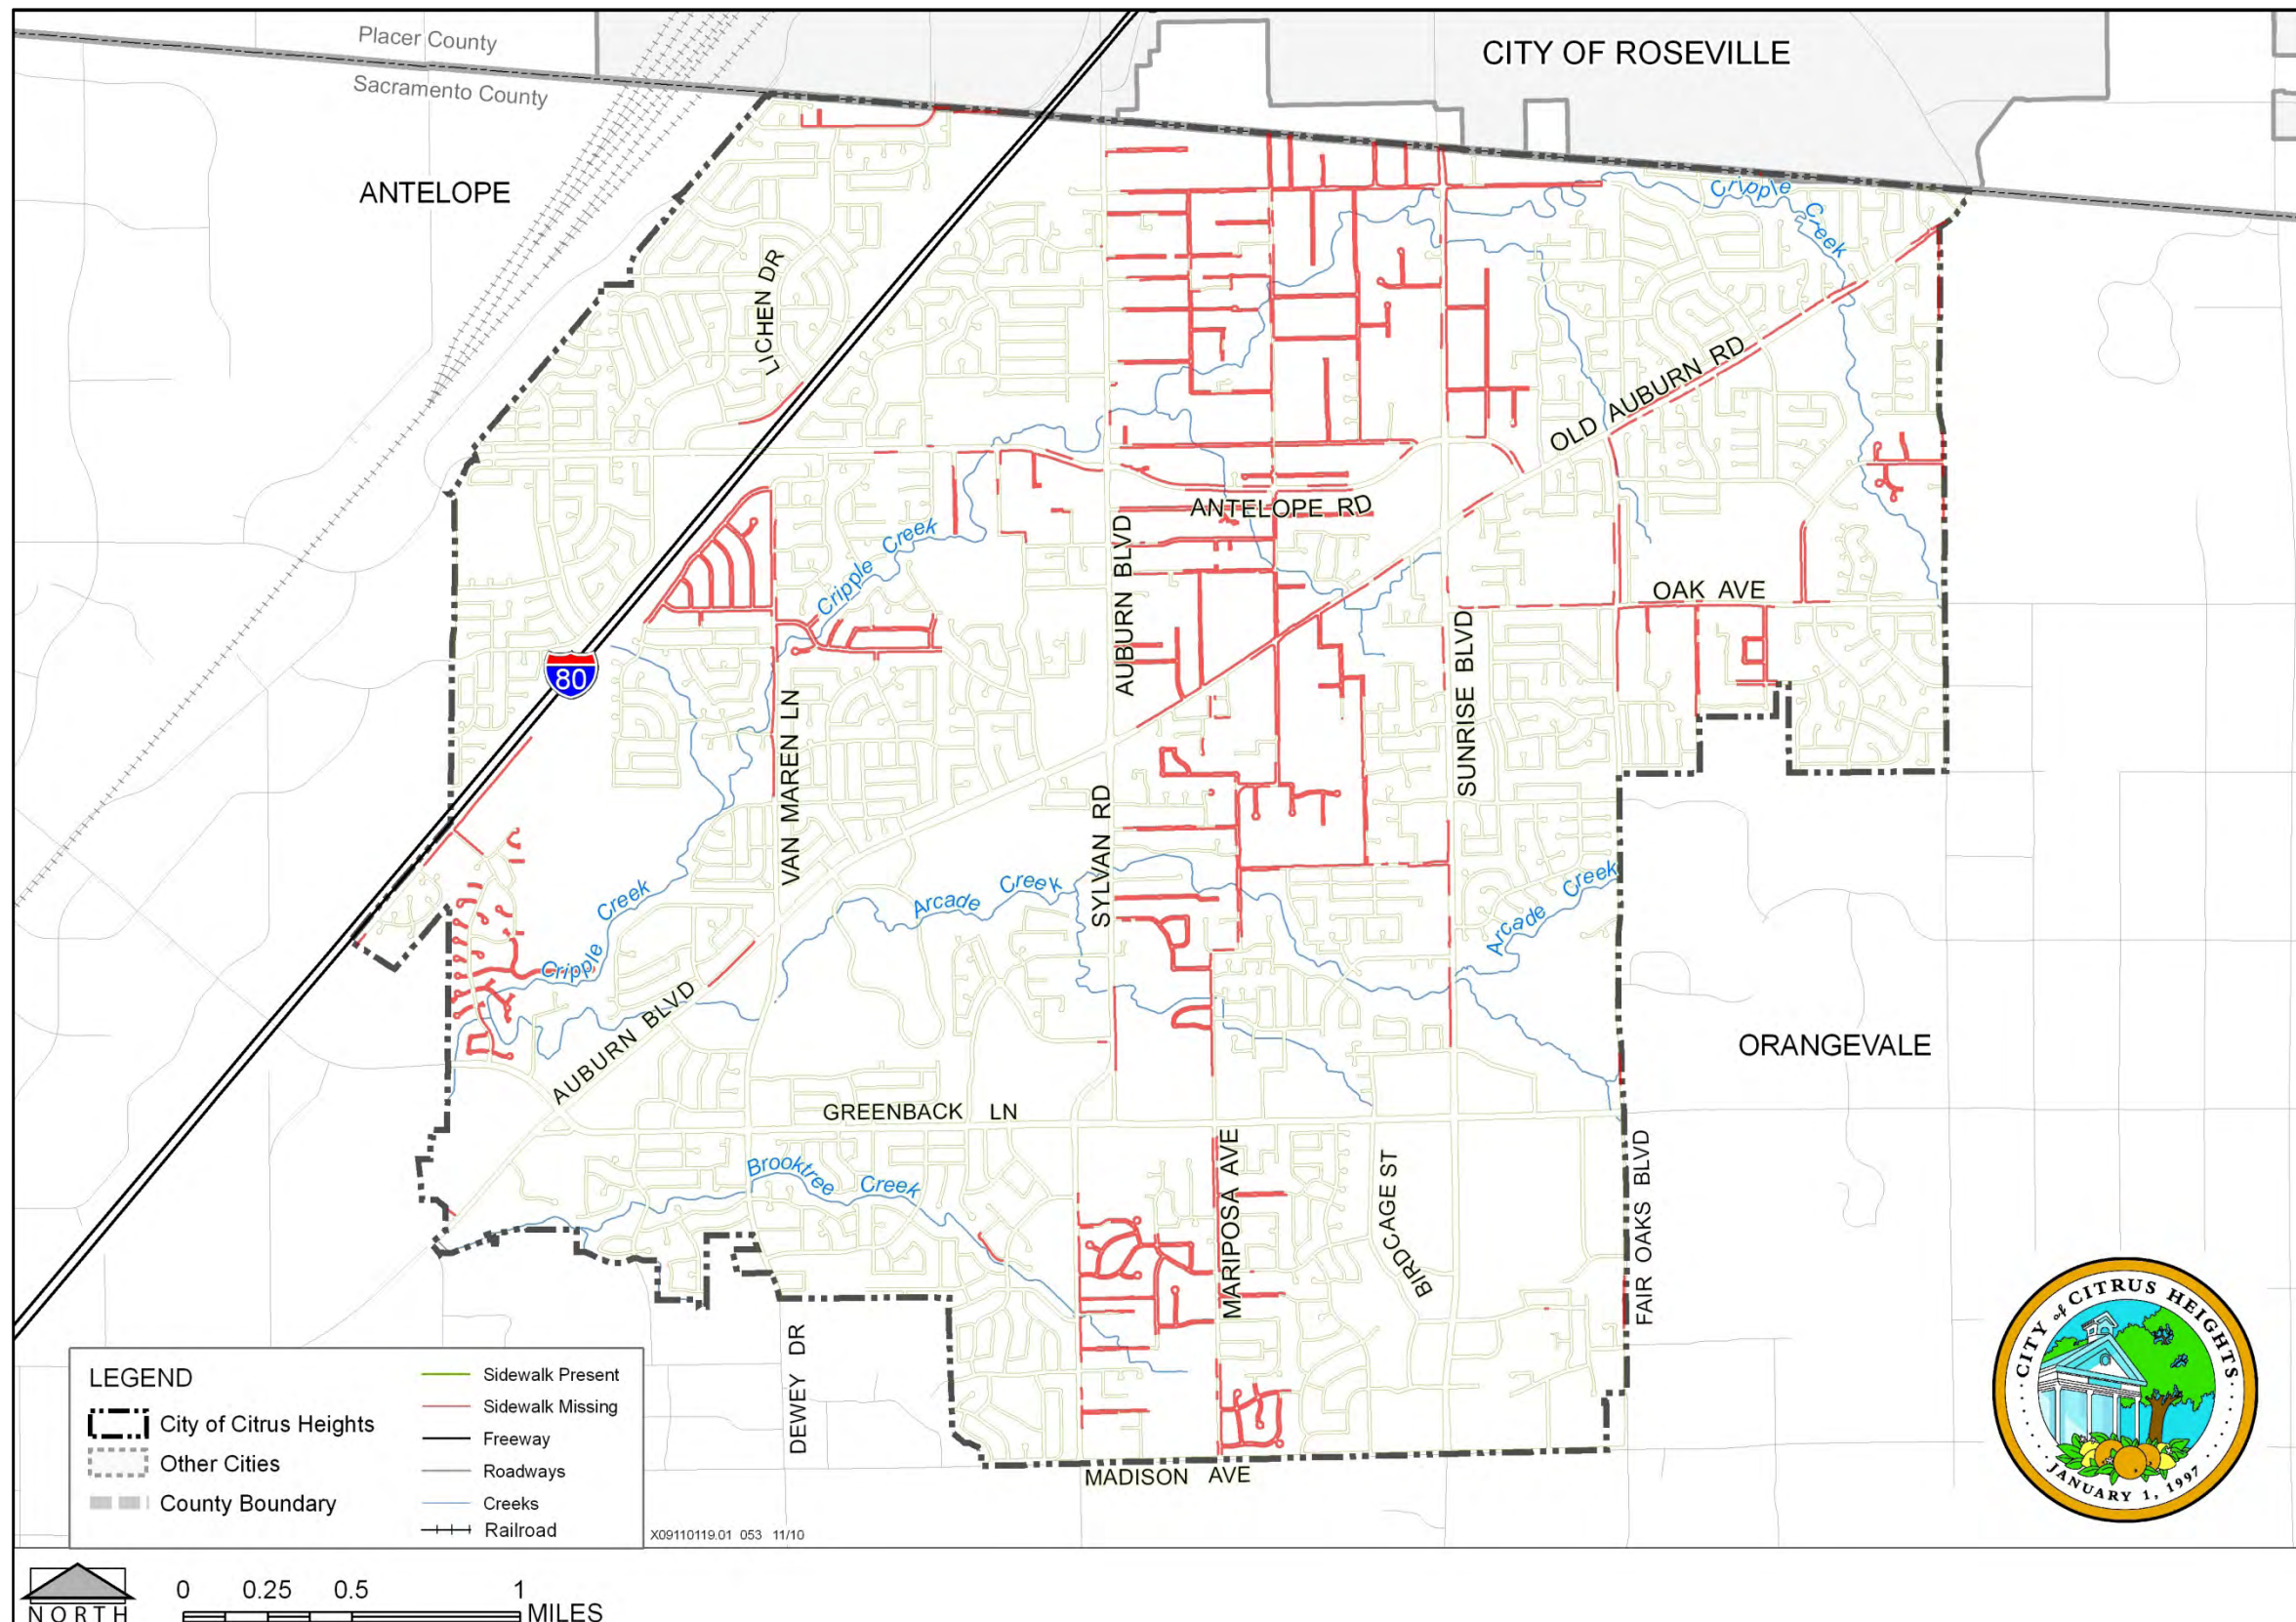 Placer County
Sacramento County
CITY OF ROSEVILLE
ANTELOPE
Cripple
Creek
LICHEN DR
OLD AUBURN RD
ANTELOPE RD
Cripple Creek
AUBURN BLVD
OAK AVE
80
SUNRISE BLVD
VAN MAREN LN
SYLVAN RD
Arcade Creek
Arcade Creek
Cripple Creek
AUBURN BLVD
ORANGEVALE
GREENBACK LN
MARIPOSA AVE
BIRDCAGE ST
FAIR OAKS BLVD
Brooktree Creek
DEWEY DR
MADISON AVE
CITY of CITRUS HEIGHTS
JANUARY 1, 1997
LEGEND
City of Citrus Heights
Other Cities
County Boundary
Sidewalk Present
Sidewalk Missing
Freeway
Roadways
Creeks
Railroad
X09110119.01 053 11/10
NORTH
0 0.25 0.5 1
MILES